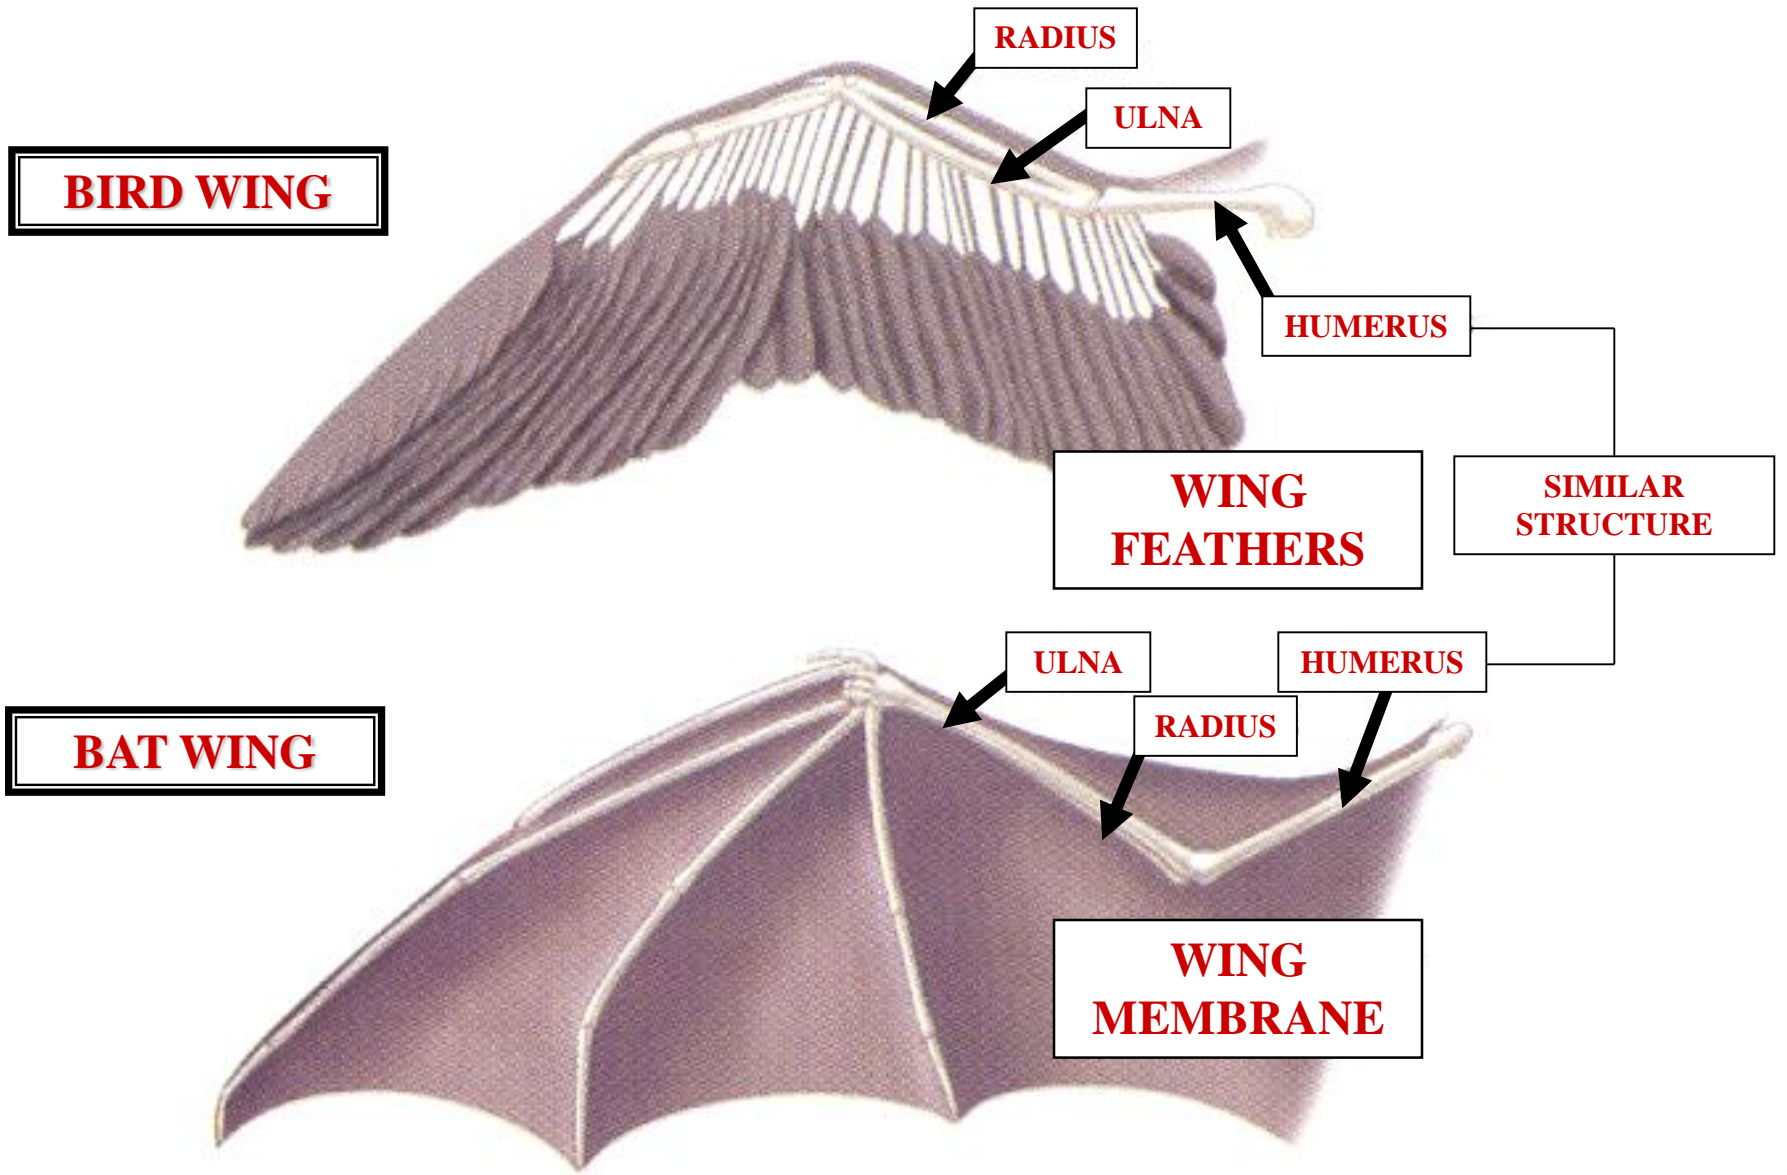 RADIUS
ULNA
BIRD WING
HUMERUS
WING
FEATHERS
SIMILAR
STRUCTURE
ULNA
HUMERUS
RADIUS
BAT WING
WING
MEMBRANE